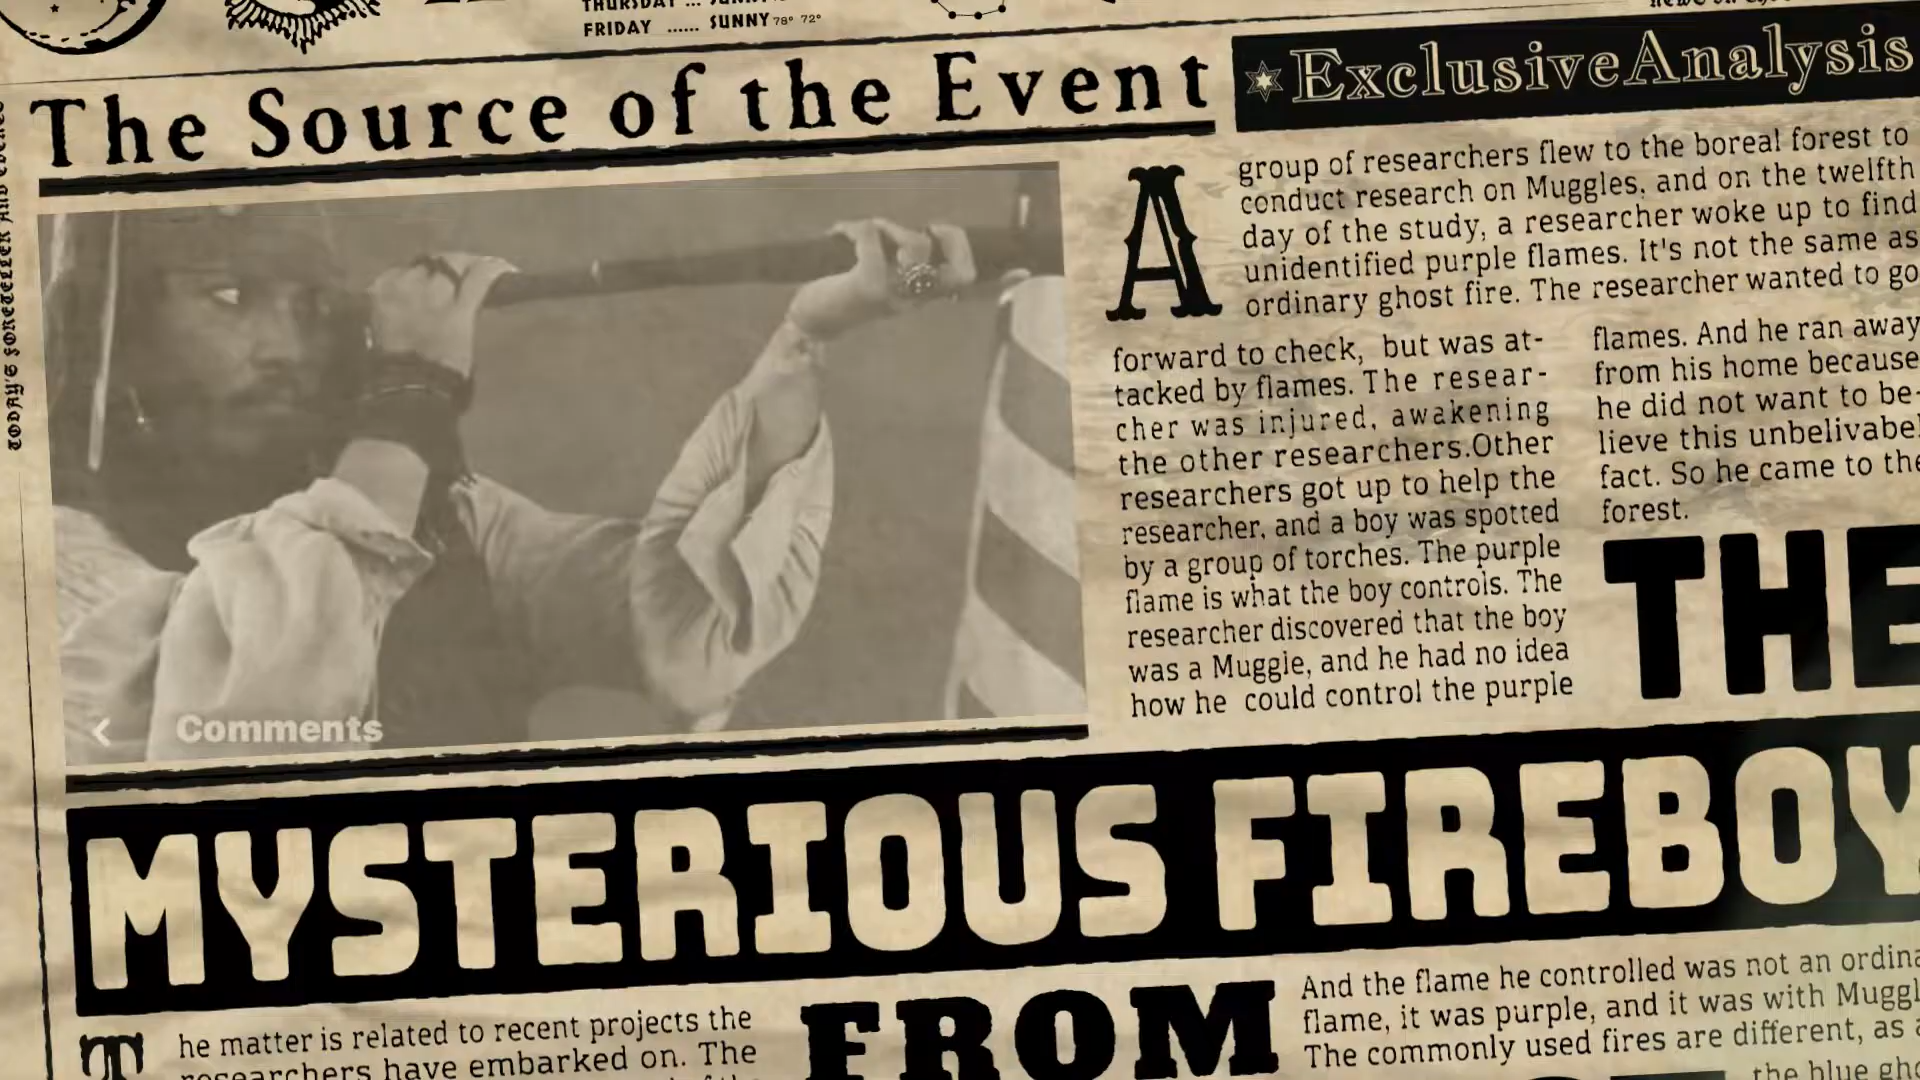 FRIDAY ...... SUNNY 78° 72°
The Source of the Event
Exclusive Analysis
A
group of researchers flew to the boreal forest to
conduct research on Muggles, and on the twelfth
day of the study, a researcher woke up to find
unidentified purple flames. It's not the same as
ordinary ghost fire. The researcher wanted to go
forward to check, but was at-
tacked by flames. The resear-
cher was injured, awakening
the other researchers.Other
researchers got up to help the
researcher, and a boy was spotted
by a group of torches. The purple
flame is what the boy controls. The
researcher discovered that the boy
was a Muggle, and he had no idea
how he could control the purple
flames. And he ran away
from his home because
he did not want to be-
lieve this unbelivabel
fact. So he came to the
forest.
THE
Comments
MYSTERIOUS FIREBOY
The matter is related to recent projects the
researchers have embarked on. The
FROM
And the flame he controlled was not an ordina
flame, it was purple, and it was with Muggl
The commonly used fires are different, as a
the blue gho
TODAY'S FORETELLER AND